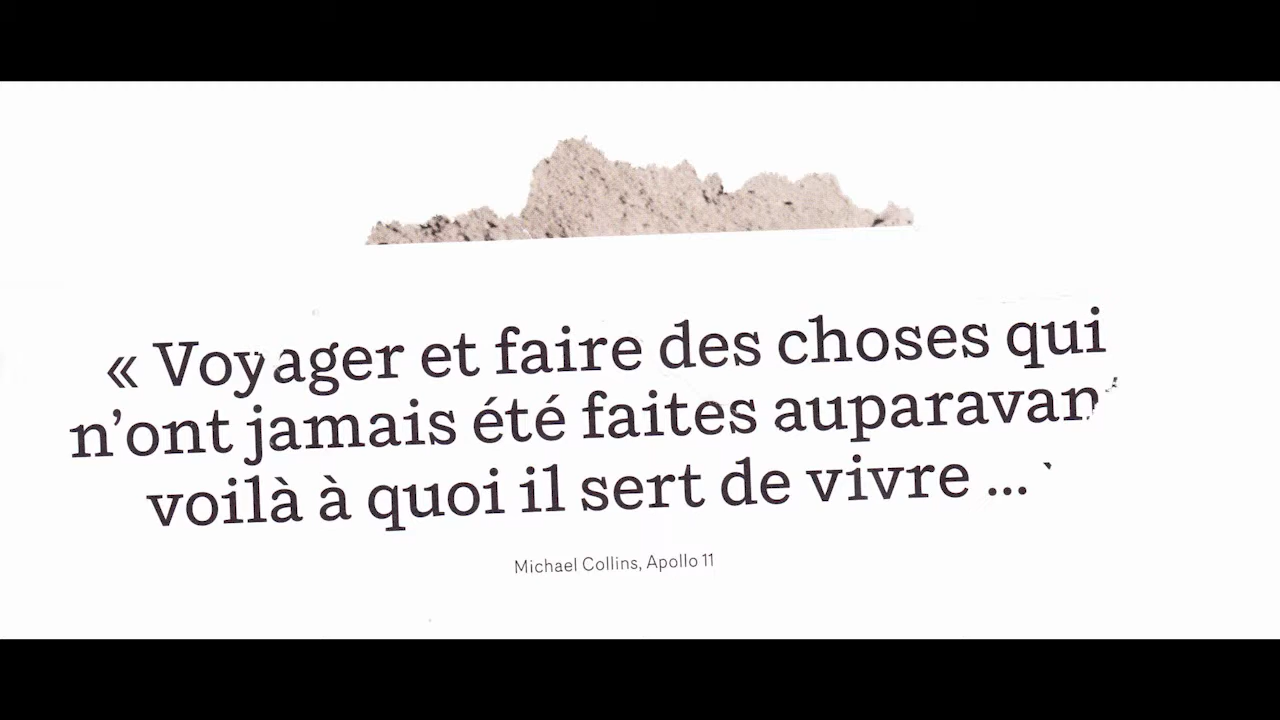 « Voyager et faire des choses qui
n’ont jamais été faites auparavan
voilà à quoi il sert de vivre ...
Michael Collins, Apollo 11